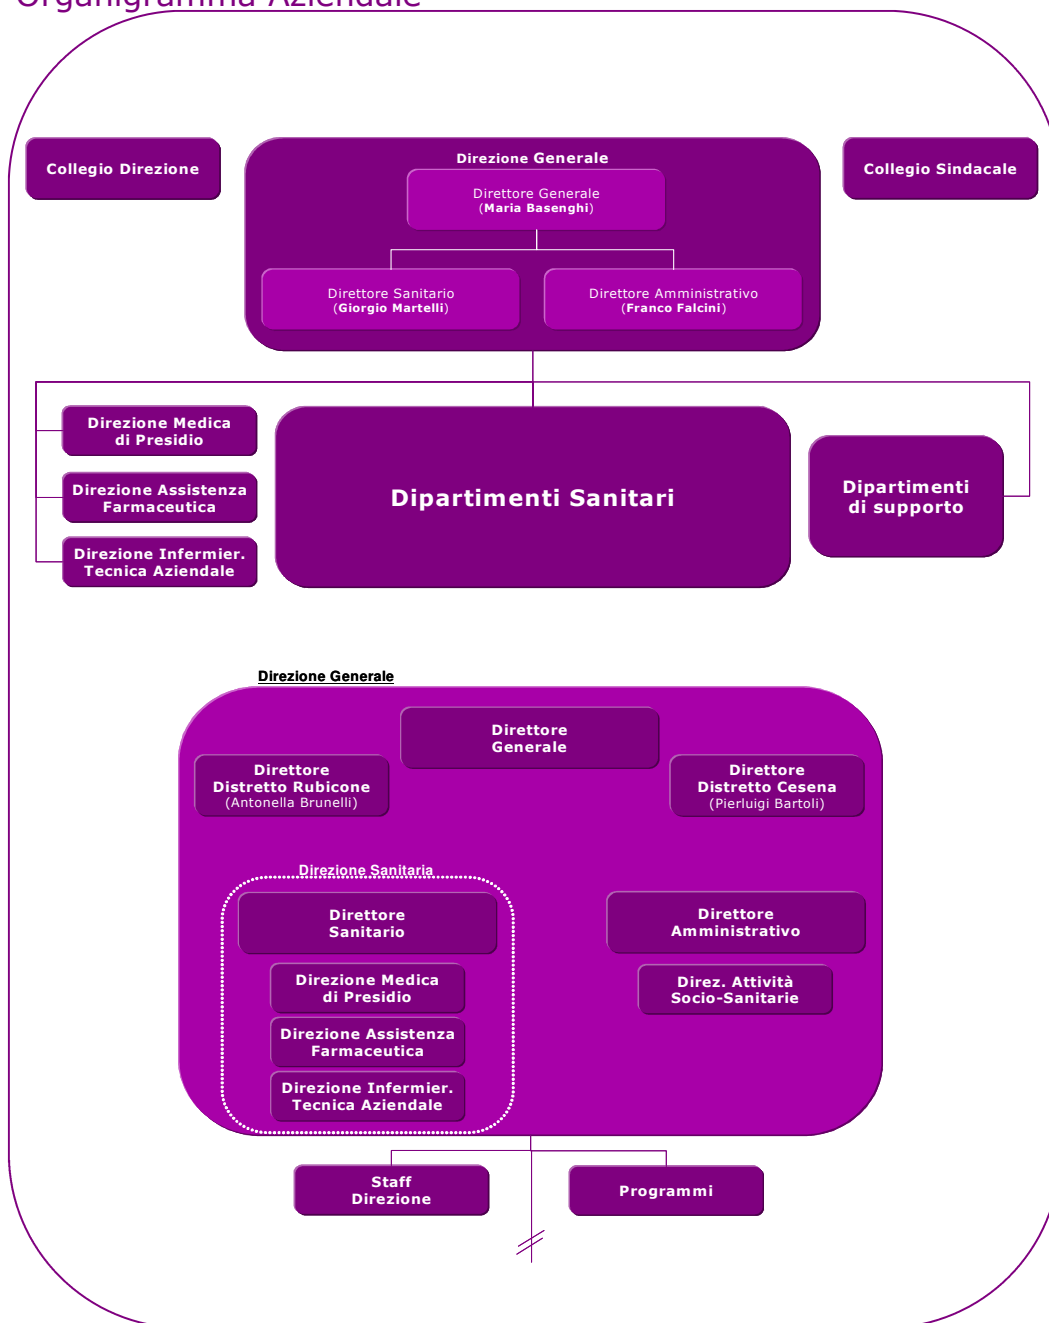 Organigramma Aziendale
Collegio Direzione
Direzione Generale
Collegio Sindacale
Direttore Generale
(Maria Basenghi)
Direttore Sanitario
(Giorgio Martelli)
Direttore Amministrativo
(Franco Falcini)
Direzione Medica
di Presidio
Direzione Assistenza
Farmaceutica
Direzione Infermier.
Tecnica Aziendale
Dipartimenti Sanitari
Dipartimenti
di supporto
Direzione Generale
Direttore
Generale
Direttore
Distretto Rubicone
(Antonella Brunelli)
Direttore
Distretto Cesena
(Pierluigi Bartoli)
Direzione Sanitaria
Direttore
Sanitario
Direzione Medica
di Presidio
Direzione Assistenza
Farmaceutica
Direzione Infermier.
Tecnica Aziendale
Direttore
Amministrativo
Direz. Attività
Socio-Sanitarie
Staff
Direzione
Programmi